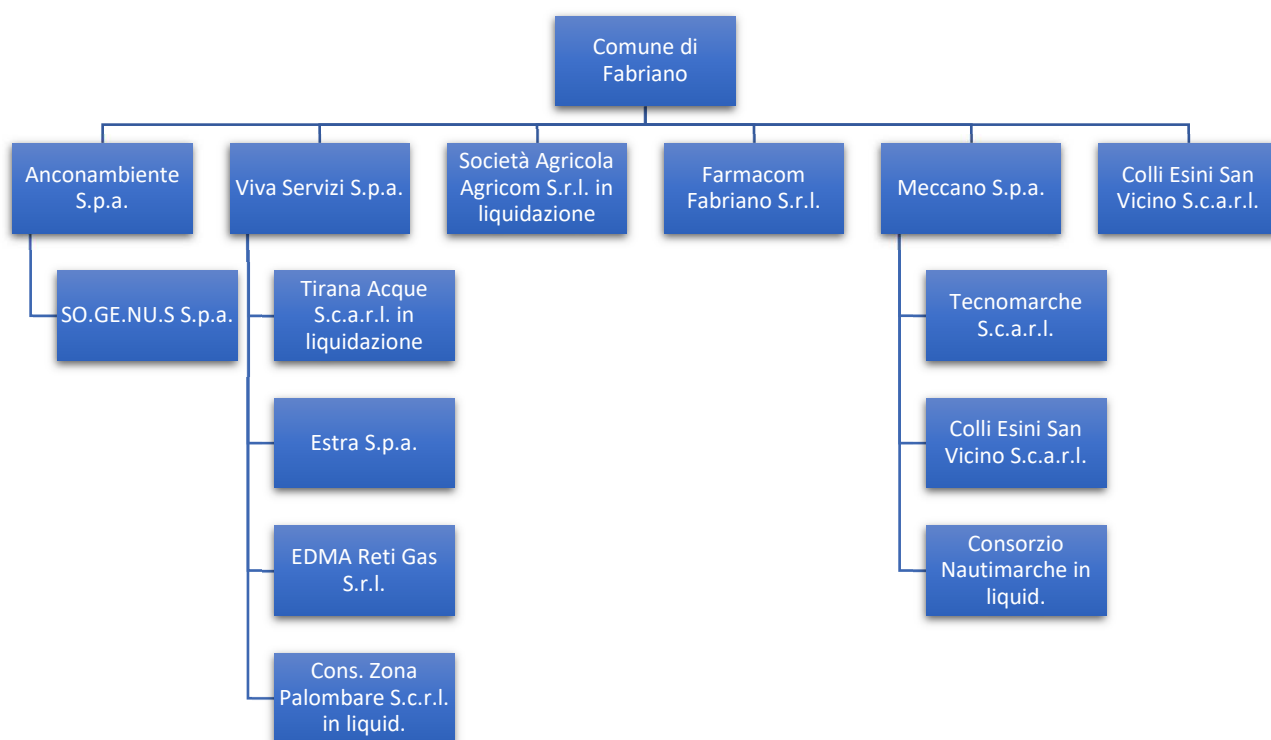 Comune di
Fabriano
Anconambiente
S.p.a.
Viva Servizi S.p.a.
Società Agricola
Agricom S.r.l. in
liquidazione
Farmacom
Fabriano S.r.l.
Meccano S.p.a.
Colli Esini San
Vicino S.c.a.r.l.
SO.GE.NU.S S.p.a.
Tirana Acque
S.c.a.r.l. in
liquidazione
Estra S.p.a.
EDMA Reti Gas
S.r.l.
Cons. Zona
Palombare S.c.r.l.
in liquid.
Tecnomarche
S.c.a.r.l.
Colli Esini San
Vicino S.c.a.r.l.
Consorzio
Nautimarche in
liquid.